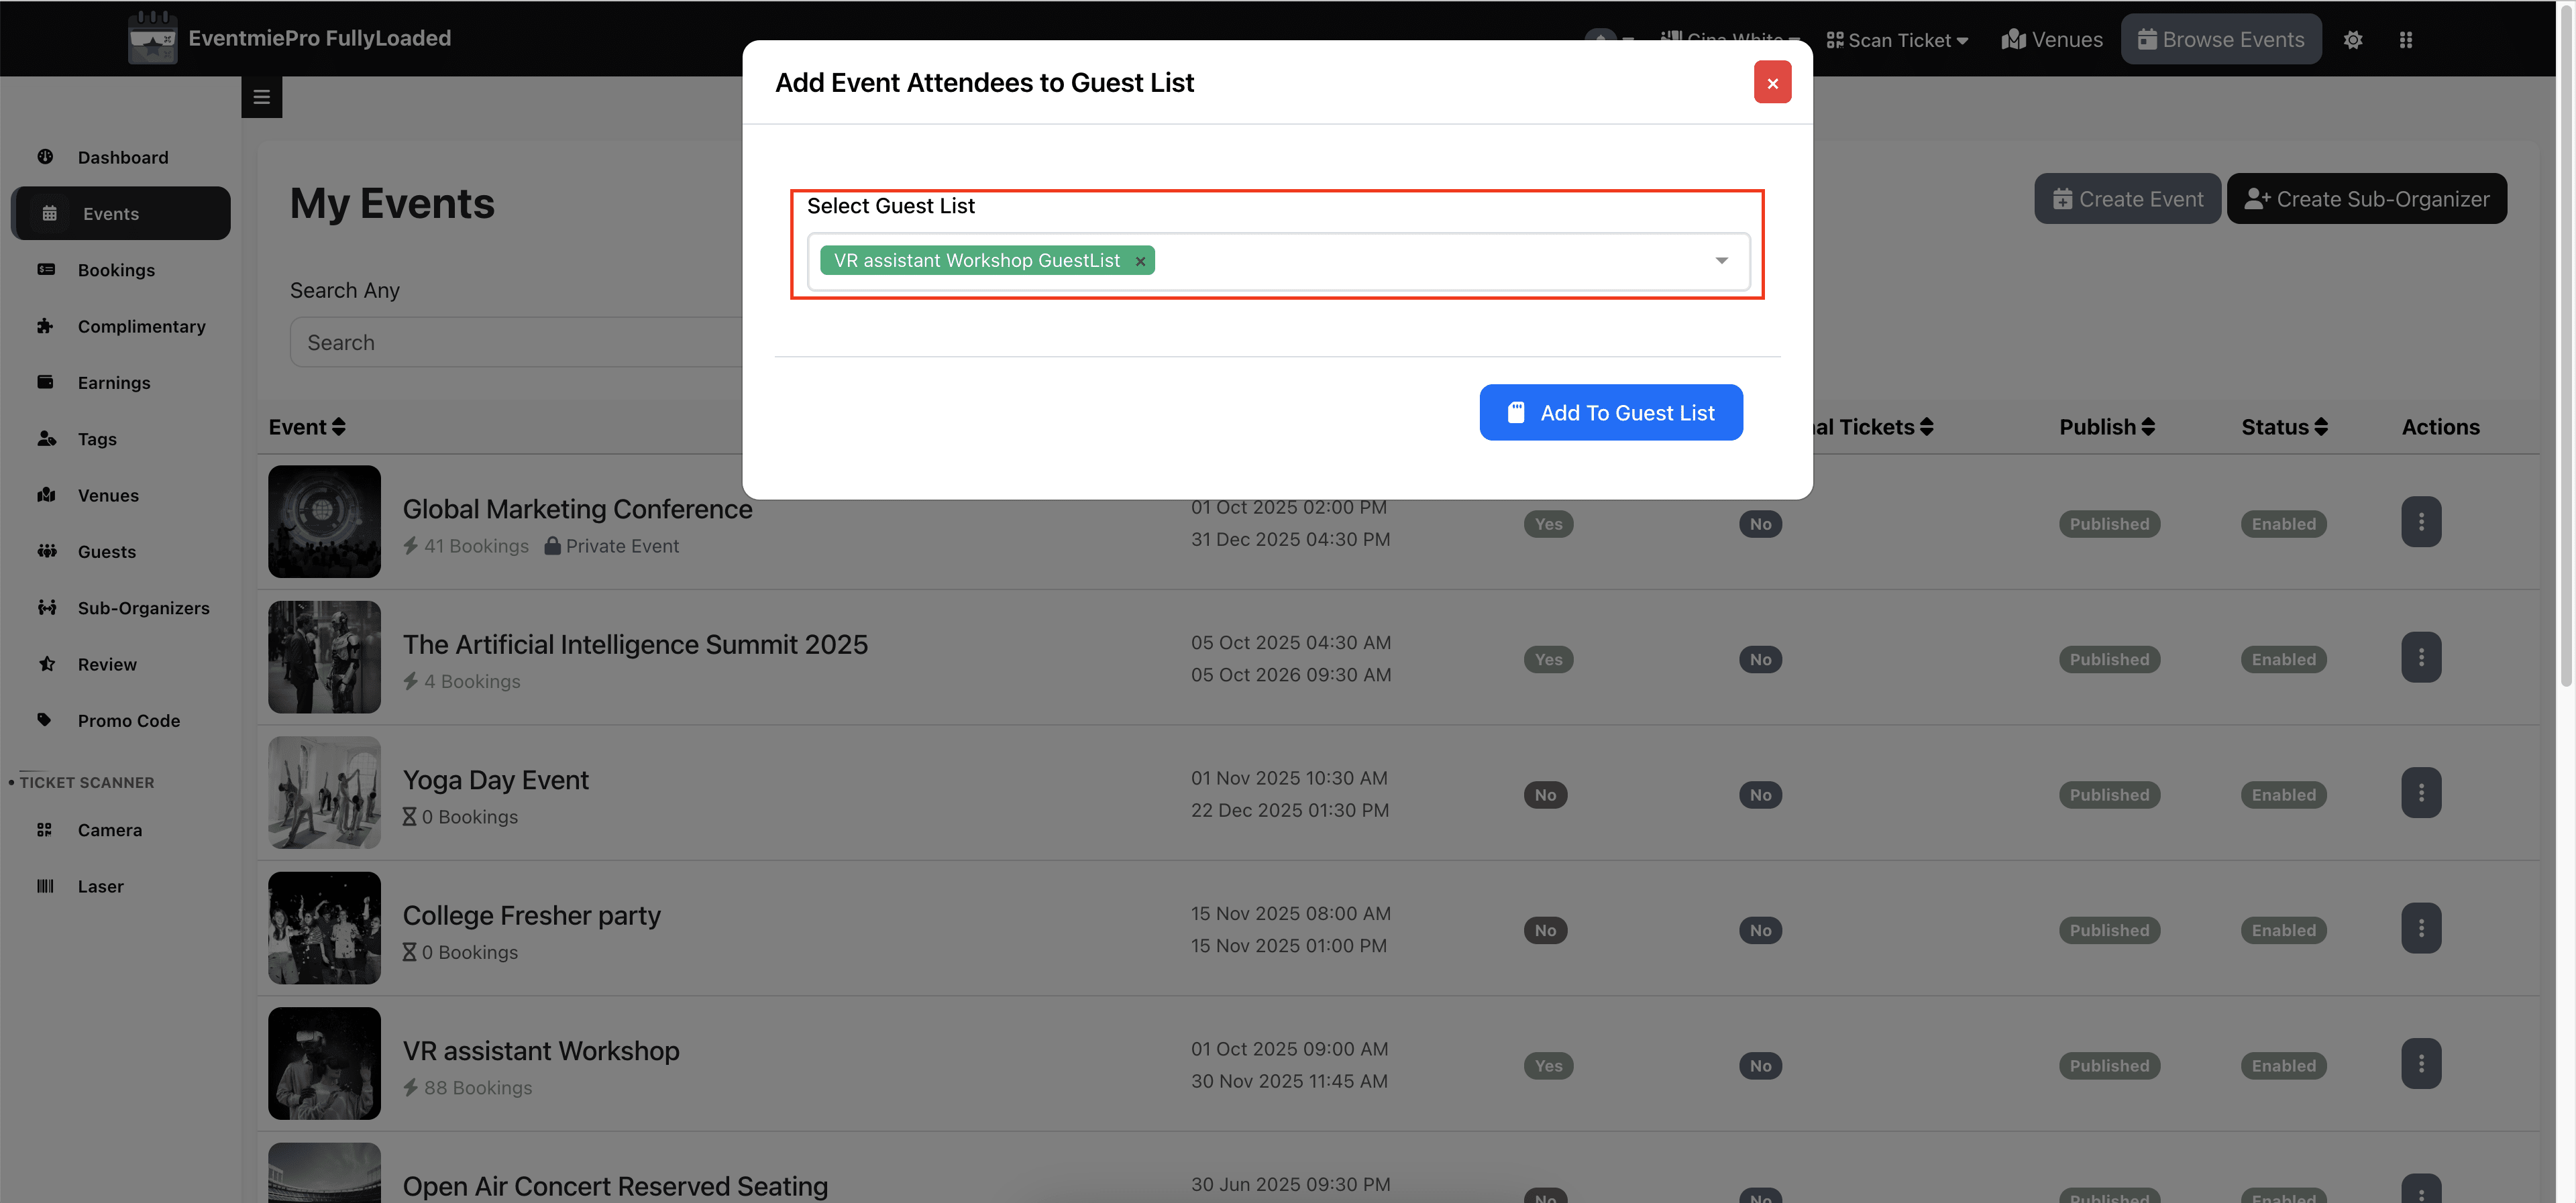 EventmiePro FullyLoaded
Gina White
Scan Ticket
Venues
Browse Events
Add Event Attendees to Guest List
Select Guest List
VR assistant Workshop GuestList ×
Add To Guest List
Dashboard
Events
Bookings
Complimentary
Earnings
Tags
Venues
Guests
Sub-Organizers
Review
Promo Code
TICKET SCANNER
Camera
Laser
My Events
Create Event
Create Sub-Organizer
Search Any
Search
Event
al Tickets
Publish
Status
Actions
Global Marketing Conference
41 Bookings
Private Event
01 Oct 2025 02:00 PM
31 Dec 2025 04:30 PM
Yes
No
Published
Enabled
The Artificial Intelligence Summit 2025
4 Bookings
05 Oct 2025 04:30 AM
05 Oct 2026 09:30 AM
Yes
No
Published
Enabled
Yoga Day Event
0 Bookings
01 Nov 2025 10:30 AM
22 Dec 2025 01:30 PM
No
No
Published
Enabled
College Fresher party
0 Bookings
15 Nov 2025 08:00 AM
15 Nov 2025 01:00 PM
No
No
Published
Enabled
VR assistant Workshop
88 Bookings
01 Oct 2025 09:00 AM
30 Nov 2025 11:45 AM
Yes
No
Published
Enabled
Open Air Concert Reserved Seating
30 Jun 2025 09:30 PM
No
No
Published
Enabled